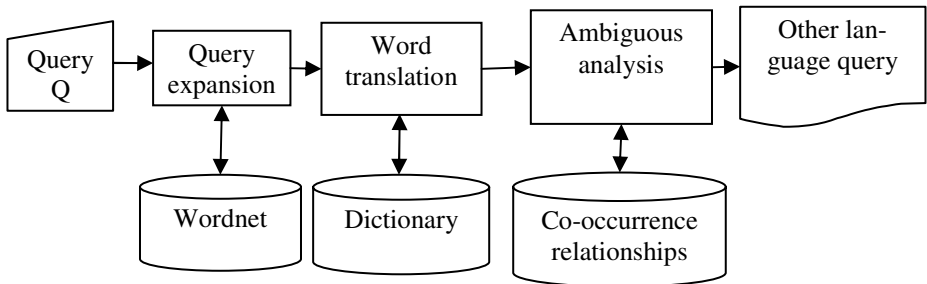 Query
Q
Query
expansion
Word
translation
Ambiguous
analysis
Other lan-
guage query
Wordnet
Dictionary
Co-occurrence
relationships